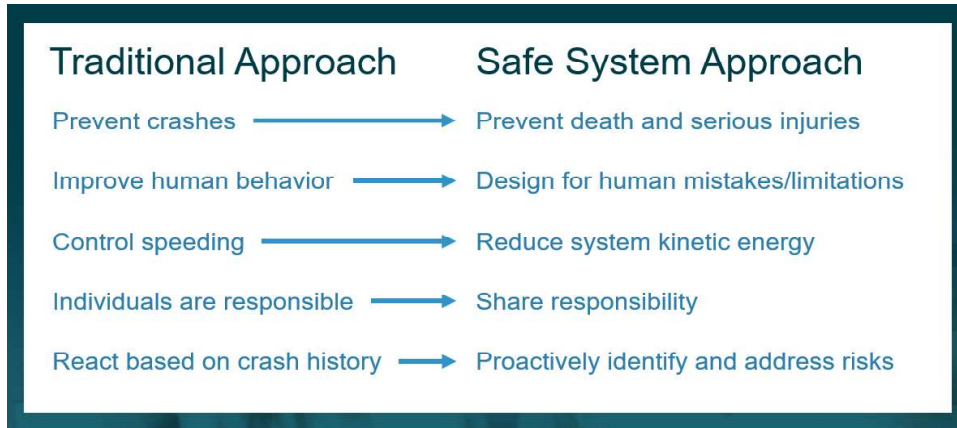 Traditional Approach Safe System Approach
Prevent crashes Prevent death and serious injuries
Improve human behavior Design for human mistakes/limitations
Control speeding Reduce system kinetic energy
Individuals are responsible Share responsibility
React based on crash history Proactively identify and address risks